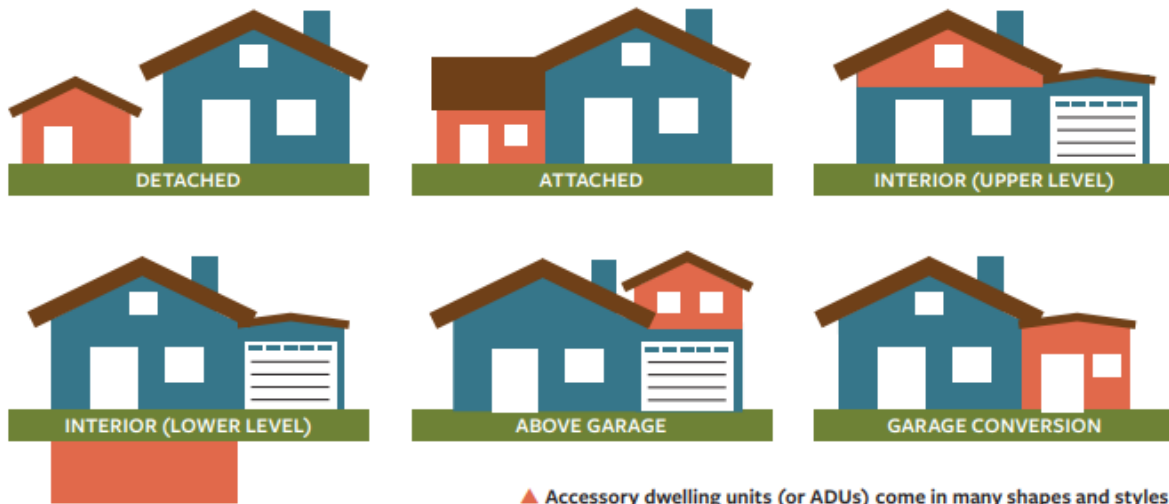 DETACHED
ATTACHED
INTERIOR (UPPER LEVEL)
INTERIOR (LOWER LEVEL)
ABOVE GARAGE
GARAGE CONVERSION
▲ Accessory dwelling units (or ADUs) come in many shapes and styles